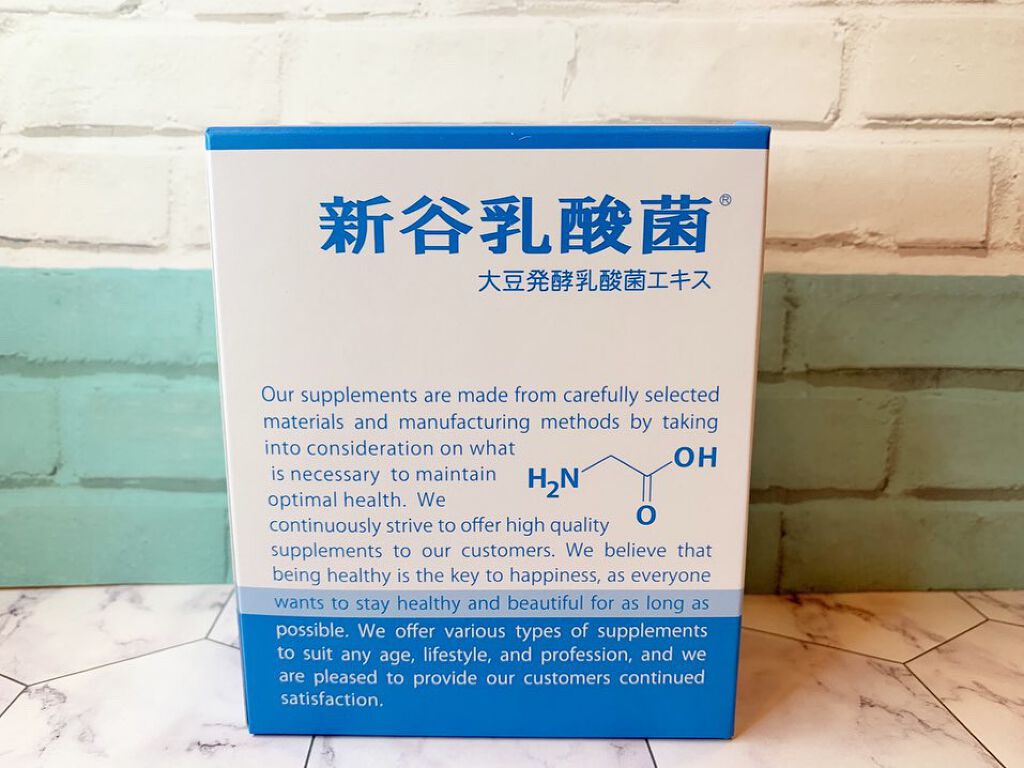 新谷乳酸菌®
大豆発酵乳酸菌エキス
Our supplements are made from carefully selected
materials and manufacturing methods by taking
into consideration on what
is necessary to maintain
optimal health. We
continuously strive to offer high quality
supplements to our customers. We believe that
being healthy is the key to happiness, as everyone
wants to stay healthy and beautiful for as long as
possible. We offer various types of supplements
to suit any age, lifestyle, and profession, and we
are pleased to provide our customers continued
satisfaction.
H2N
OH
O